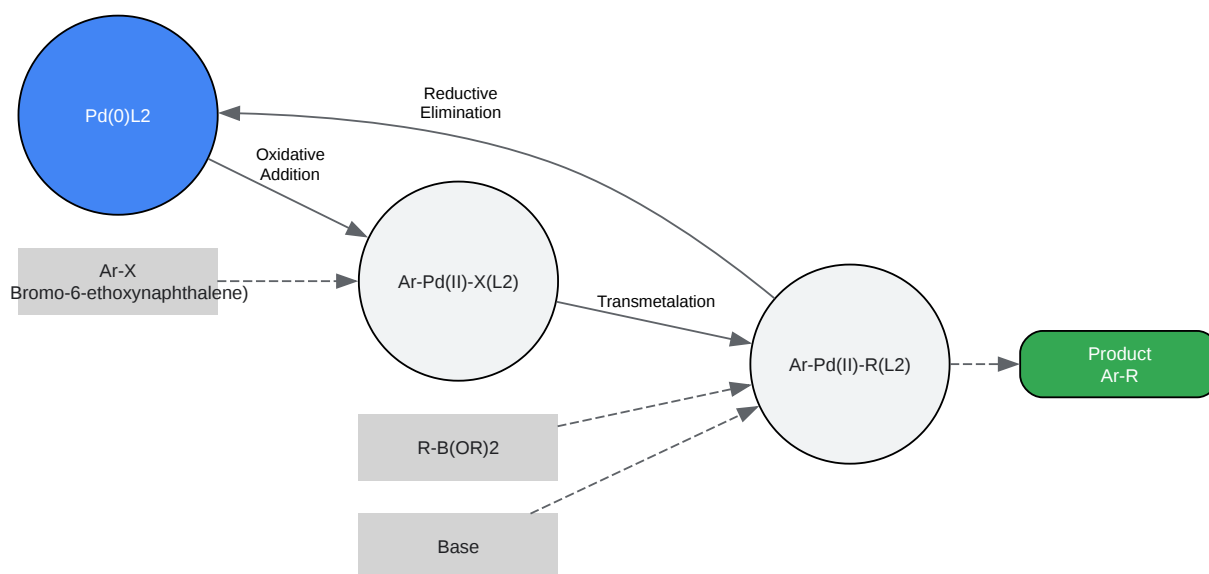 Pd(0)L2
Reductive
Elimination
Oxidative
Addition
Ar-X
Bromo-6-ethoxynaphthalene)
Ar-Pd(II)-X(L2)
Transmetalation
Ar-Pd(II)-R(L2)
Product
Ar-R
R-B(OR)2
Base